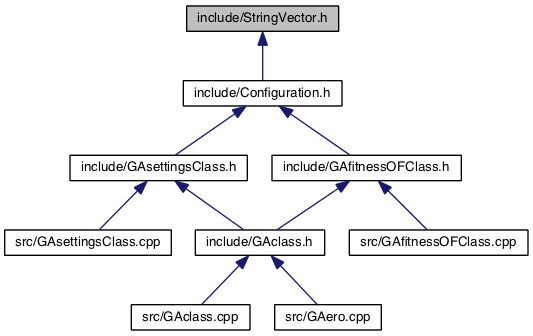 include/StringVector.h
include/Configuration.h
include/GAsettingsClass.h
include/GAfitnessOFClass.h
src/GAsettingsClass.cpp
include/GAclass.h
src/GAfitnessOFClass.cpp
src/GAclass.cpp
src/GAero.cpp